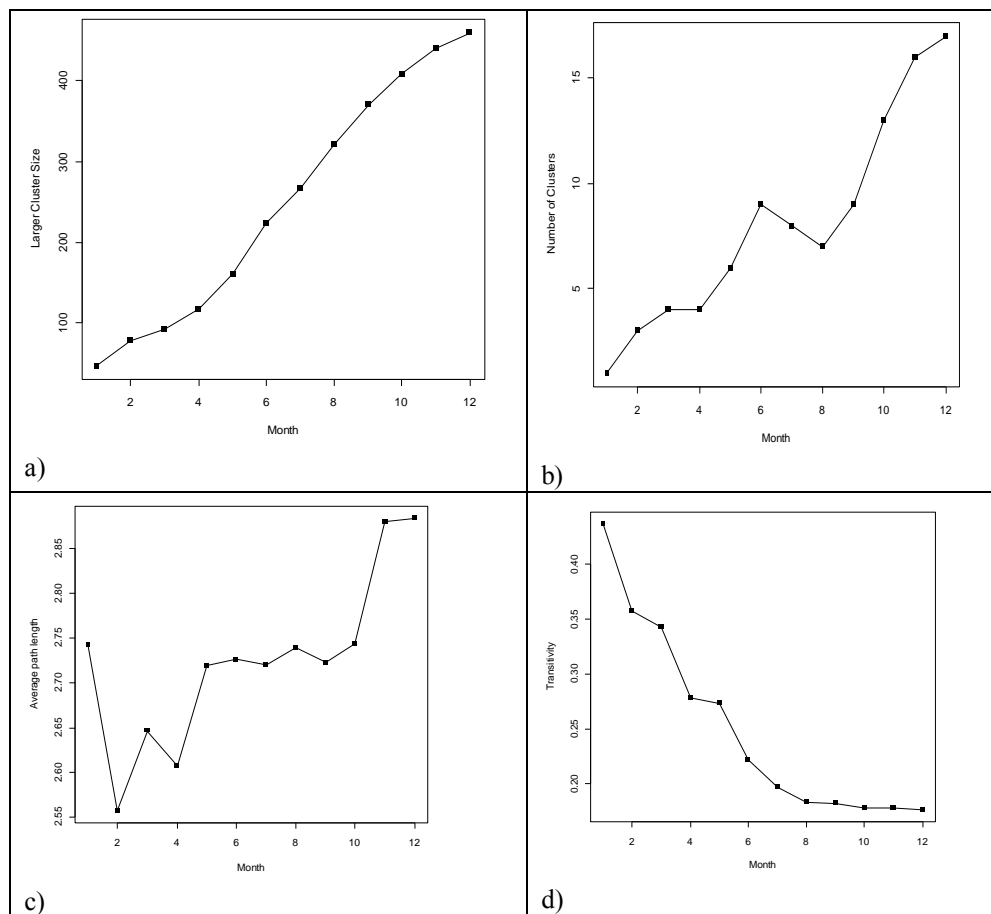 Larger Cluster Size
400
300
200
100
2 4 6 8 10 12
Month
a)
Number of Clusters
15
10
5
2 4 6 8 10 12
Month
b)
Average path length
2.85
2.80
2.75
2.70
2.65
2.60
2.55
2 4 6 8 10 12
Month
c)
Transitivity
0.40
0.35
0.30
0.25
0.20
2 4 6 8 10 12
Month
d)